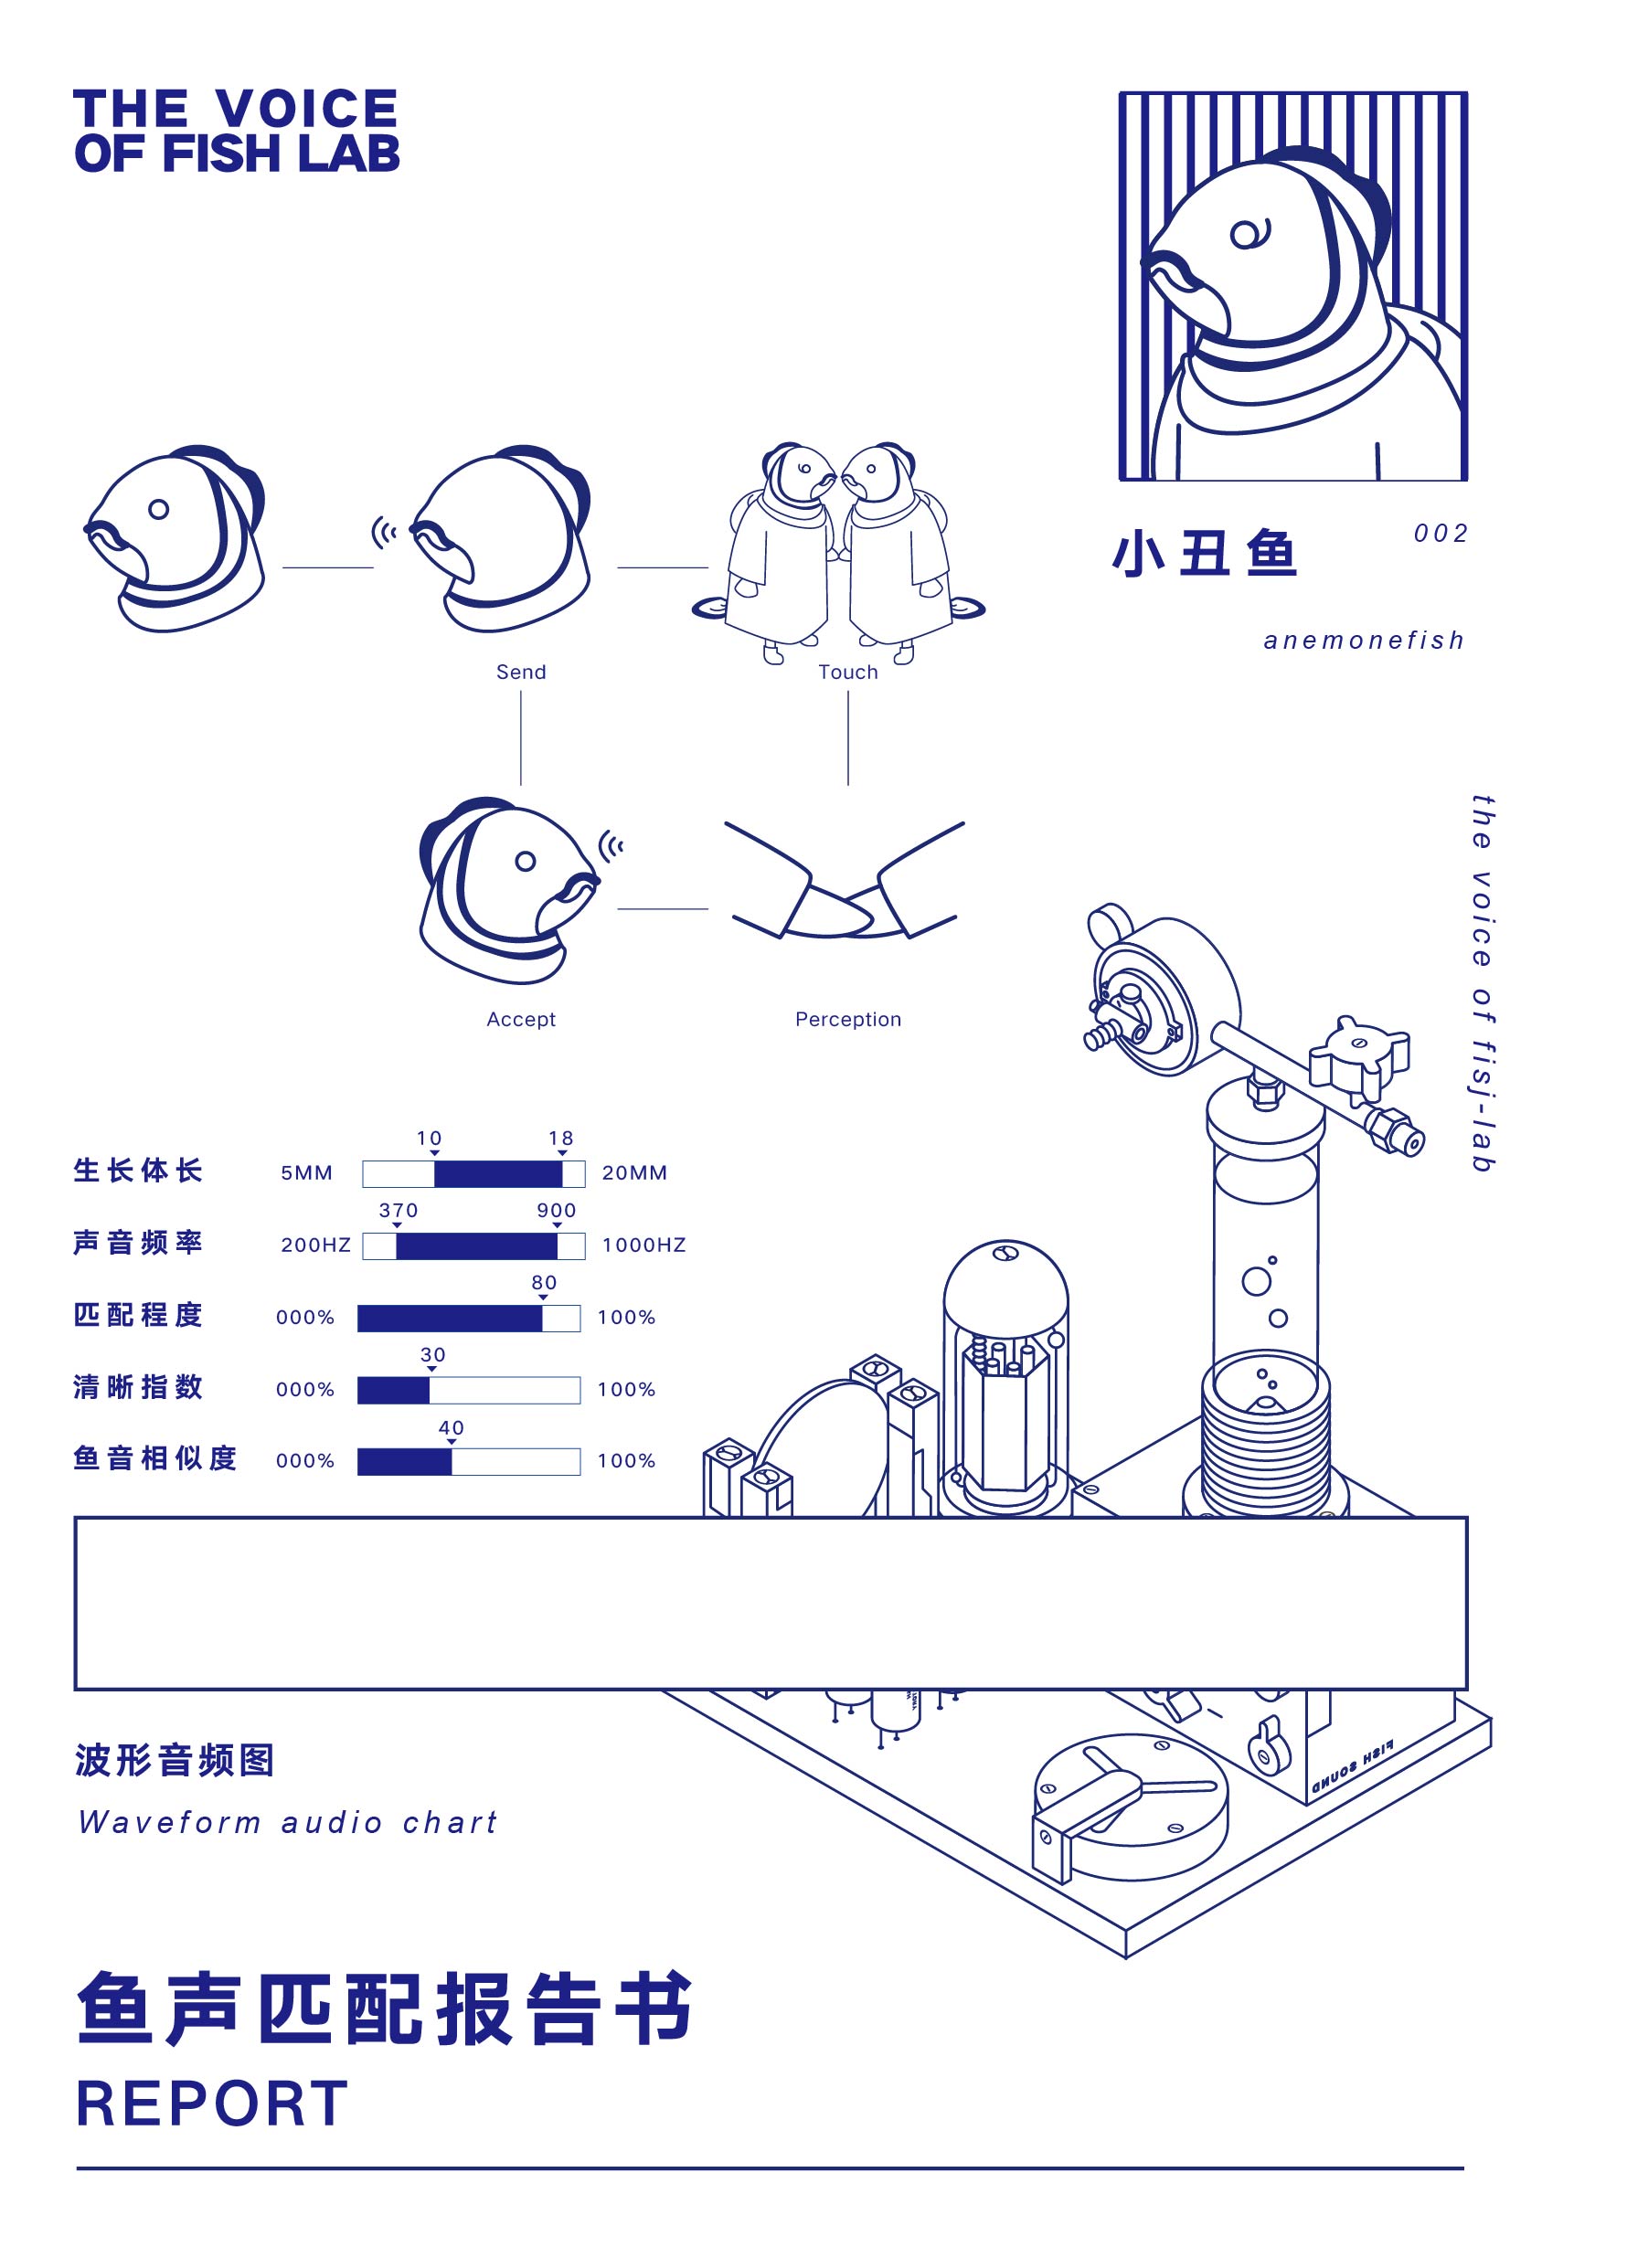 THE VOICE
OF FISH LAB
小丑鱼
002
anemonefish
Send
Touch
Accept
Perception
the voice of fisj-lab
生长体长
5MM
10
18
20MM
声音频率
200HZ
370
900
1000HZ
匹配程度
000%
80
100%
清晰指数
000%
30
100%
鱼音相似度
000%
40
100%
FISH SOUND
波形音频图
Waveform audio chart
鱼声匹配报告书
REPORT